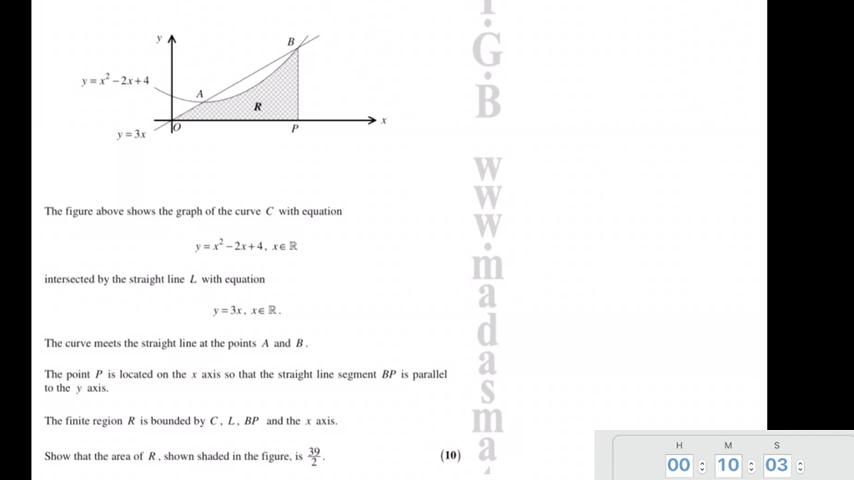 y
B
y = x² − 2x + 4
A
R
x
O
P
y = 3x
The figure above shows the graph of the curve C with equation
y = x² − 2x + 4, x ∈ ℝ
intersected by the straight line L with equation
y = 3x, x ∈ ℝ.
The curve meets the straight line at the points A and B.
The point P is located on the x axis so that the straight line segment BP is parallel
to the y axis.
The finite region R is bounded by C, L, BP and the x axis.
Show that the area of R, shown shaded in the figure, is 39/2. (10)
. G . B www.madasma
H M S
00 10 03